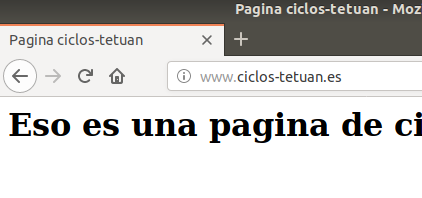 Pagina ciclos-tetuan - Moz
Pagina ciclos-tetuan
www.ciclos-tetuan.es
Eso es una pagina de ci